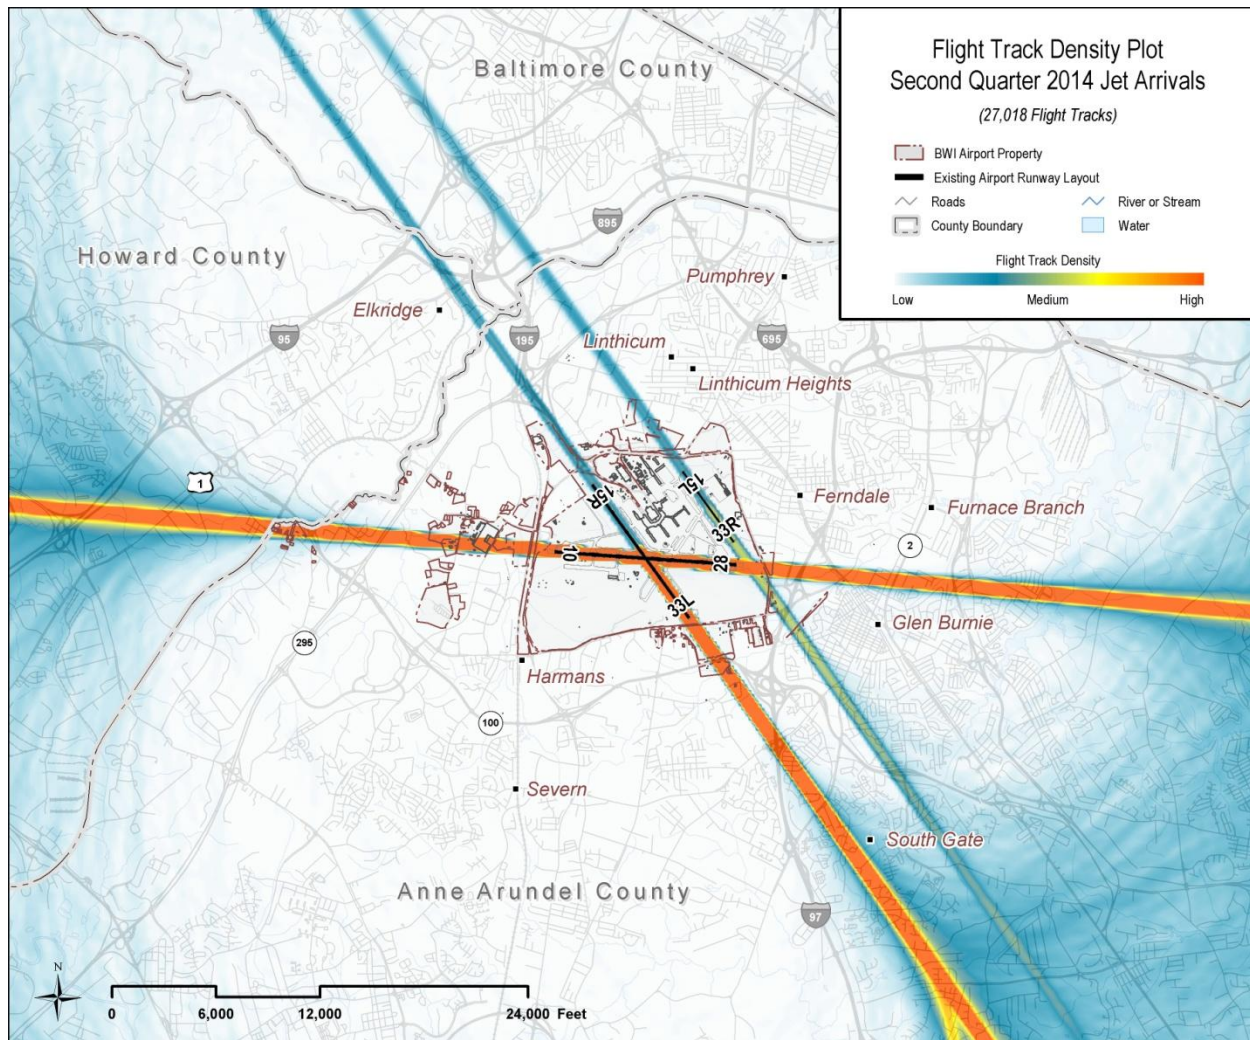 Flight Track Density Plot
Second Quarter 2014 Jet Arrivals
(27,018 Flight Tracks)
BWI Airport Property
Existing Airport Runway Layout
Roads
River or Stream
County Boundary
Water
Flight Track Density
Low
Medium
High
Baltimore County
Howard County
895
Pumphrey
Elkridge
95
195
Linthicum
695
Linthicum Heights
1
15R
15L
Ferndale
Furnace Branch
33R
2
10
28
33L
Glen Burnie
295
Harmans
100
Severn
South Gate
Anne Arundel County
97
N
0
6,000
12,000
24,000 Feet